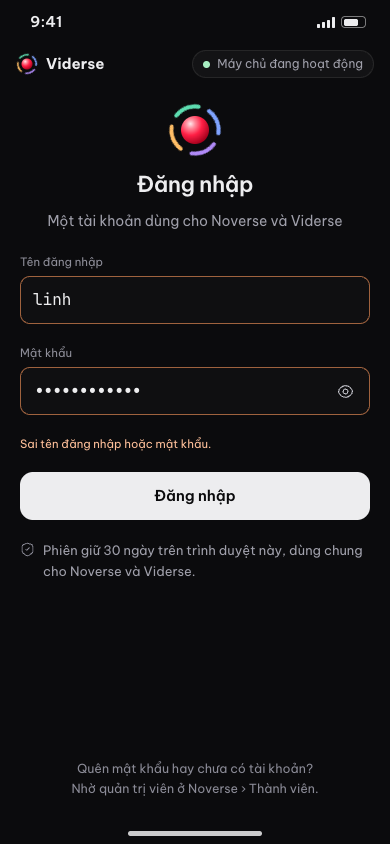 9:41
Viderse
Máy chủ đang hoạt động
Đăng nhập
Một tài khoản dùng cho Noverse và Viderse
Tên đăng nhập
linh
Mật khẩu
••••••••••••
Sai tên đăng nhập hoặc mật khẩu.
Đăng nhập
Phiên giữ 30 ngày trên trình duyệt này, dùng chung
cho Noverse và Viderse.
Quên mật khẩu hay chưa có tài khoản?
Nhờ quản trị viên ở Noverse › Thành viên.